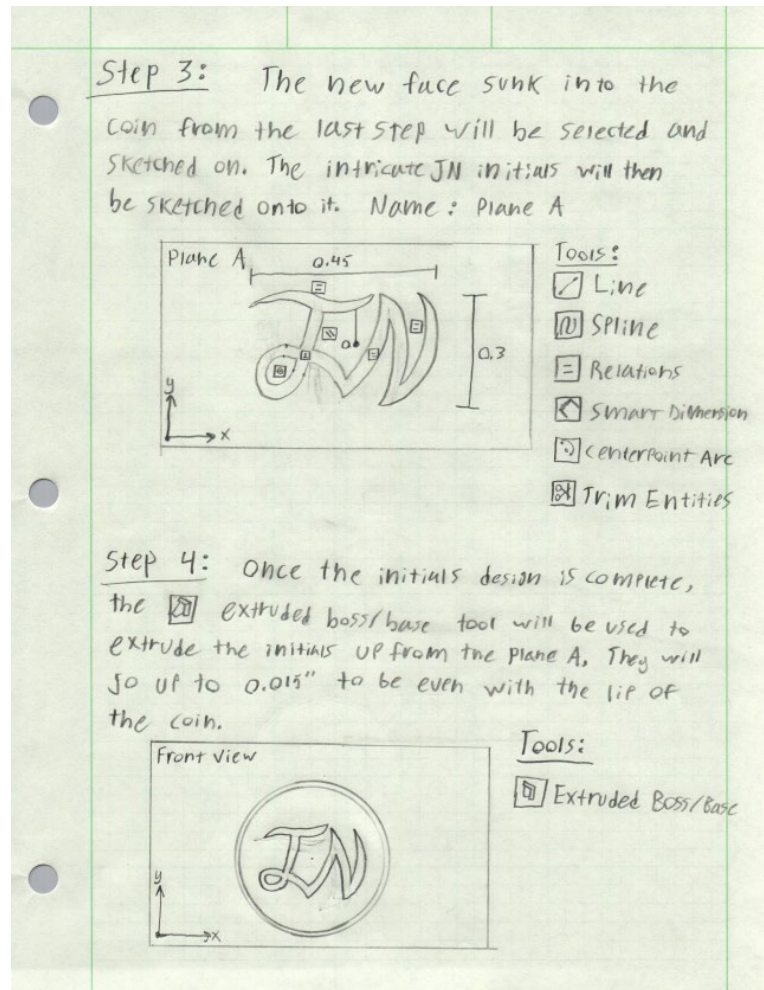 Step 3: The new face sunk into the
coin from the last step will be selected and
sketched on. The intricate JN initials will then
be sketched onto it. Name: Plane A
Plane A
0.45
0.3
y
x
Tools:
Line
Spline
Relations
Smart Dimension
Centerpoint Arc
Trim Entities
Step 4: Once the initials design is complete,
the extruded boss/base tool will be used to
extrude the initials up from the plane A. They will
go up to 0.015" to be even with the lip of
the coin.
Front View
JN
y
x
Tools:
Extruded Boss/Base